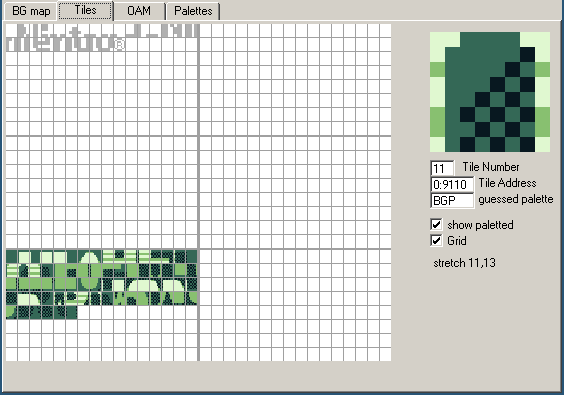 BG map Tiles OAM Palettes
11 Tile Number
0:9110 Tile Address
BGP guessed palette
show paletted
Grid
stretch 11,13